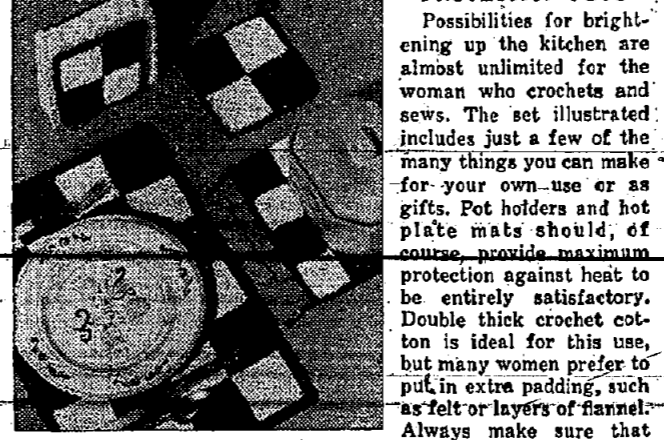 Possibilities for bright-
ening up the kitchen are
almost unlimited for the
woman who crochets and
sews. The set illustrated
includes just a few of the
many things you can make
for your own use or as
gifts. Pot holders and hot
plate mats should, of
course, provide maximum
protection against heat to
be entirely satisfactory.
Double thick crochet cot-
ton is ideal for this use,
but many women prefer to
put in extra padding, such
as felt or layers of flannel.
Always make sure that